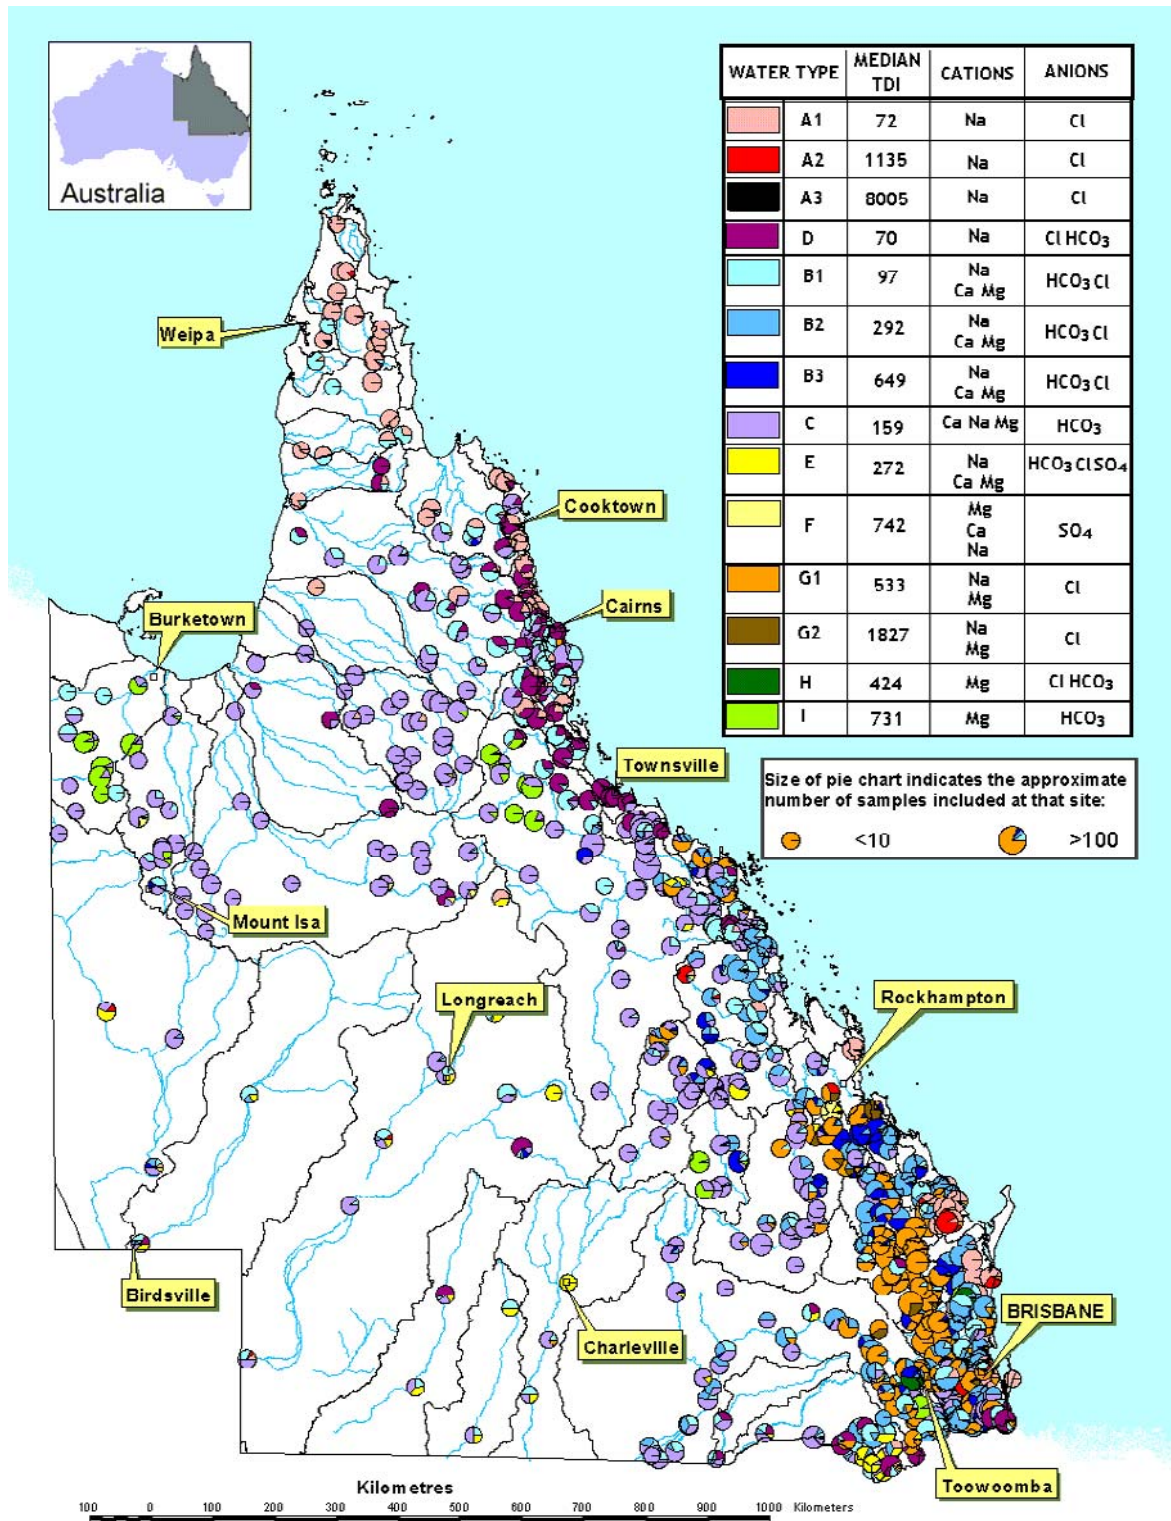 Australia
WATER TYPE MEDIAN TDI CATIONS ANIONS
A1 72 Na Cl
A2 1135 Na Cl
A3 8005 Na Cl
D 70 Na Cl HCO₃
B1 97 Na Ca Mg HCO₃ Cl
B2 292 Na Ca Mg HCO₃ Cl
B3 649 Na Ca Mg HCO₃ Cl
C 159 Ca Na Mg HCO₃
E 272 Na Ca Mg HCO₃ Cl SO₄
F 742 Mg Ca Na SO₄
G1 533 Na Mg Cl
G2 1827 Na Mg Cl
H 424 Mg Cl HCO₃
I 731 Mg HCO₃
Size of pie chart indicates the approximate
number of samples included at that site:
<10 >100
Weipa
Cooktown
Cairns
Burketown
Townsville
Mount Isa
Longreach
Rockhampton
Birdsville
Charleville
BRISBANE
Toowoomba
Kilometres
100 0 100 200 300 400 500 600 700 800 900 1000 Kilometers